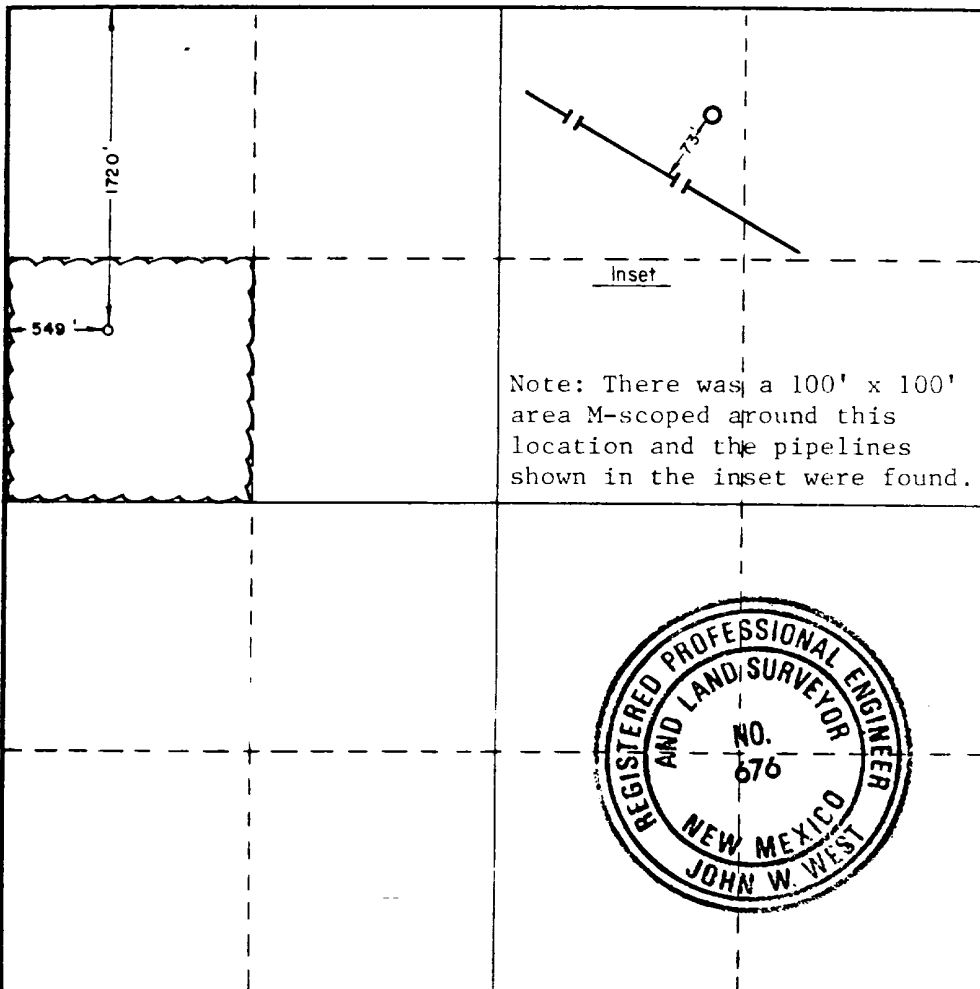 1720'
73'
Inset
549'
Note: There was a 100' x 100'
area M-scoped around this
location and the pipelines
shown in the inset were found.
REGISTERED PROFESSIONAL ENGINEER
AND LAND SURVEYOR
NO.
676
NEW MEXICO
JOHN W. WEST